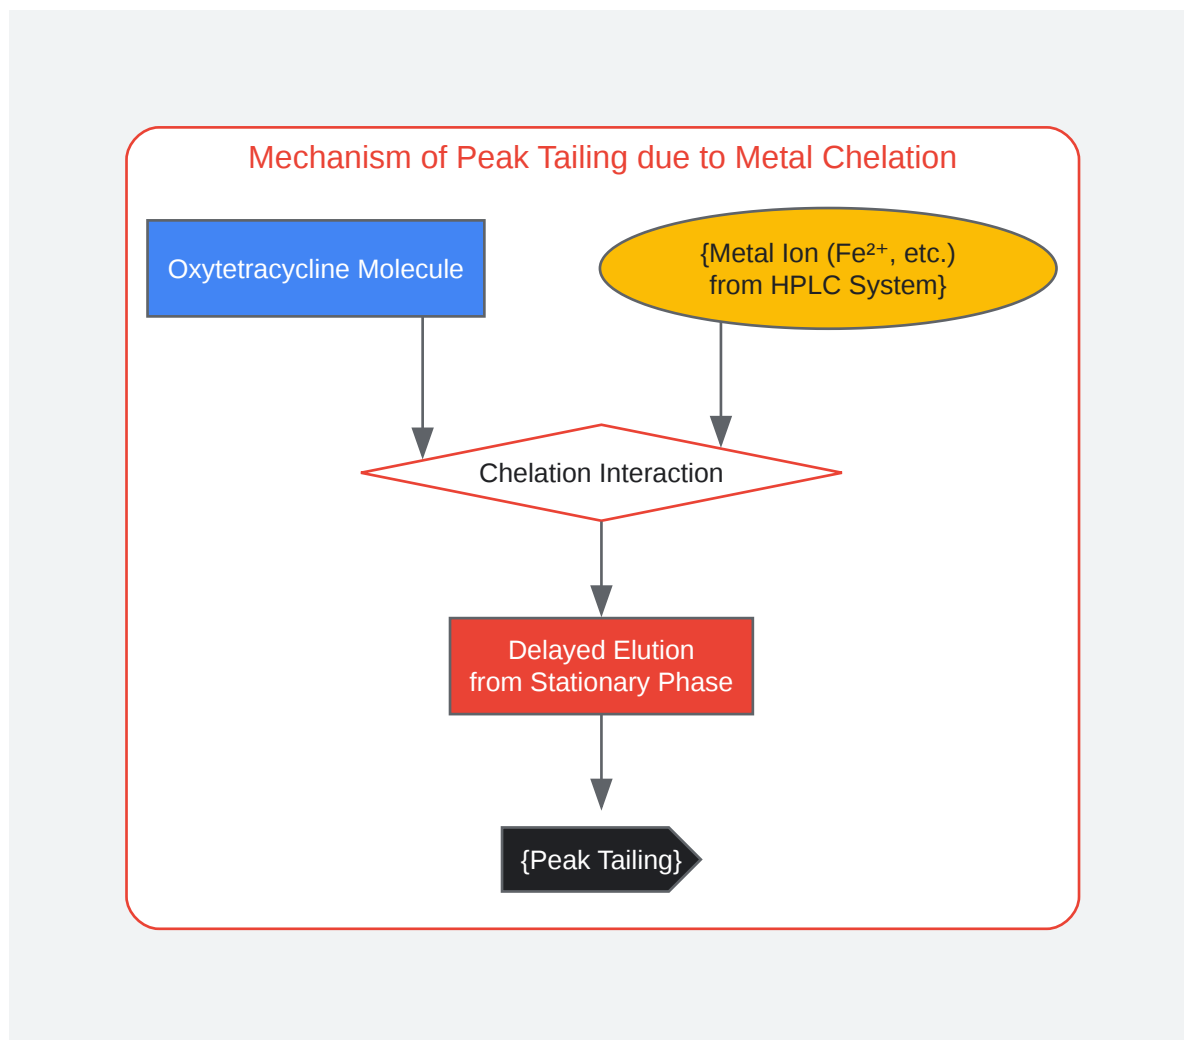 Mechanism of Peak Tailing due to Metal Chelation
Oxytetracycline Molecule
{Metal Ion (Fe²⁺, etc.)
from HPLC System}
Chelation Interaction
Delayed Elution
from Stationary Phase
{Peak Tailing}